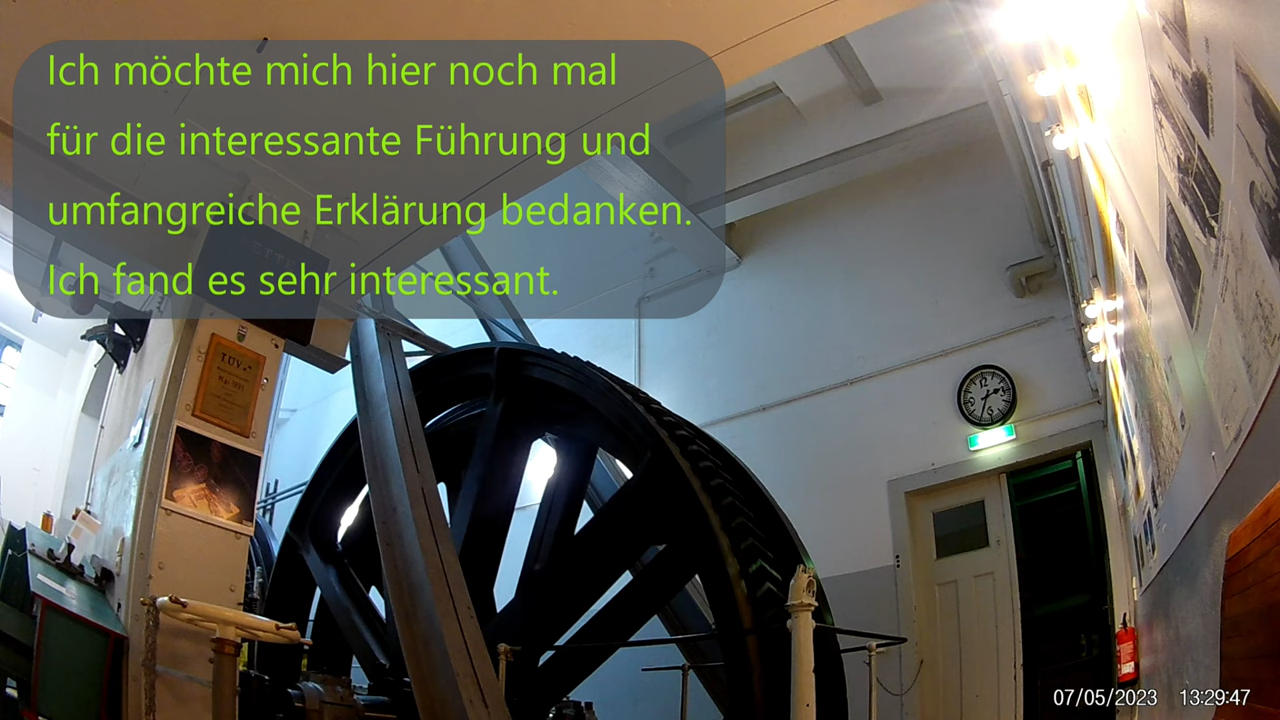 Ich möchte mich hier noch mal
für die interessante Führung und
umfangreiche Erklärung bedanken.
Ich fand es sehr interessant.
T.Ü.V.
12
07/05/2023 13:29:47